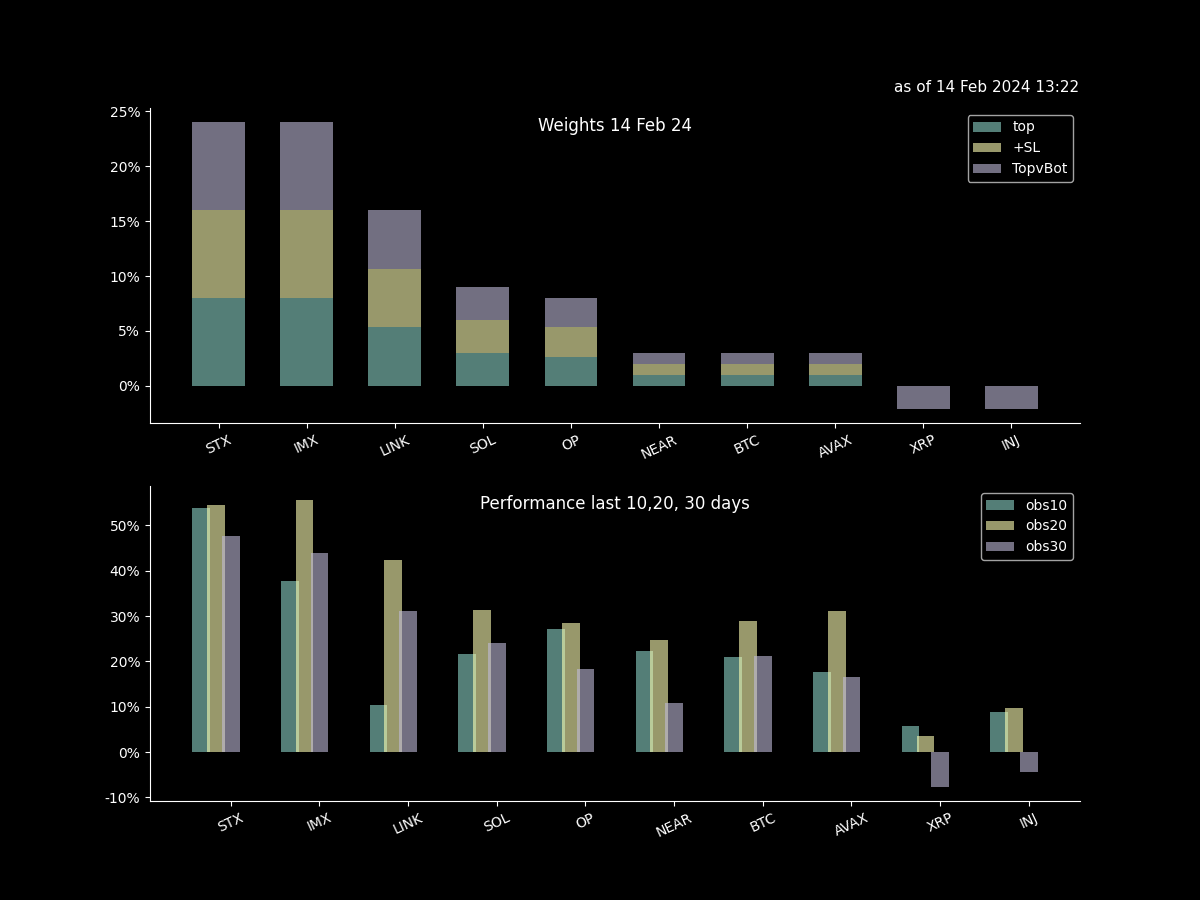 as of 14 Feb 2024 13:22
Weights 14 Feb 24
top
+SL
TopvBot
25%
20%
15%
10%
5%
0%
STX IMX LINK SOL OP NEAR BTC AVAX XRP INJ
Performance last 10,20, 30 days
obs10
obs20
obs30
50%
40%
30%
20%
10%
0%
-10%
STX IMX LINK SOL OP NEAR BTC AVAX XRP INJ